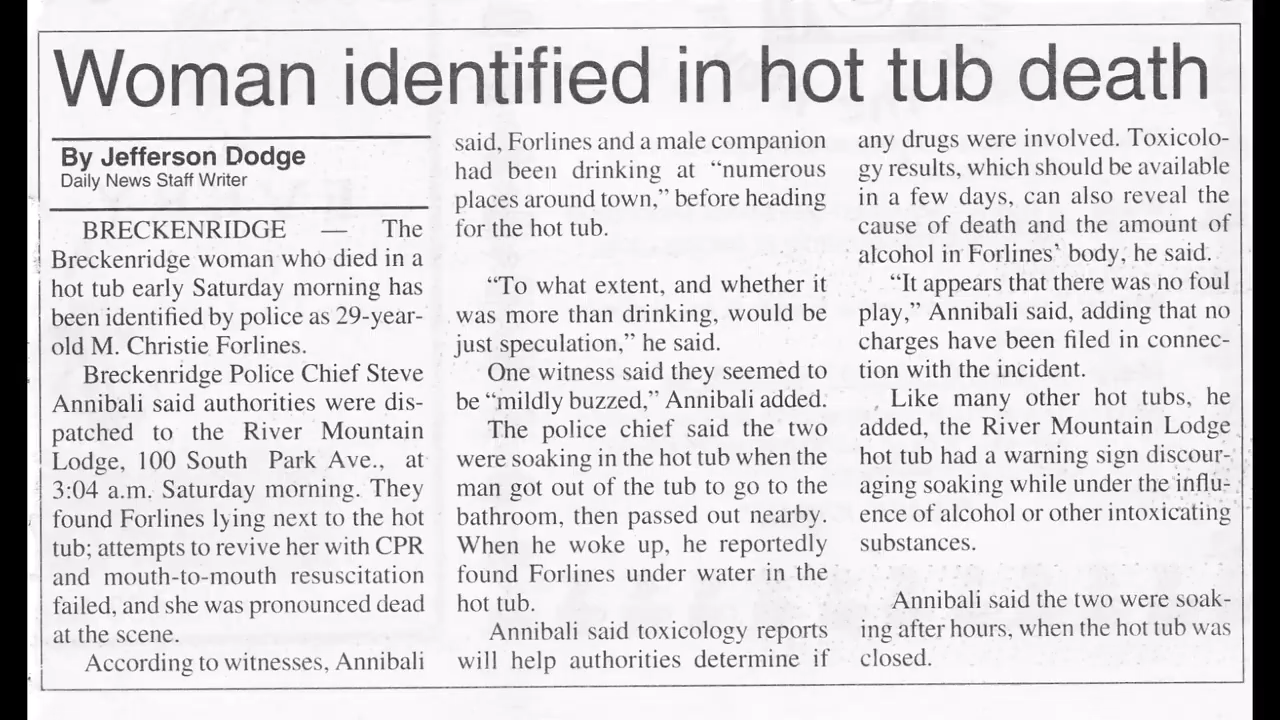 Woman identified in hot tub death
By Jefferson Dodge
Daily News Staff Writer
BRECKENRIDGE — The
Breckenridge woman who died in a
hot tub early Saturday morning has
been identified by police as 29-year-
old M. Christie Forlines.
Breckenridge Police Chief Steve
Annibali said authorities were dis-
patched to the River Mountain
Lodge, 100 South Park Ave., at
3:04 a.m. Saturday morning. They
found Forlines lying next to the hot
tub; attempts to revive her with CPR
and mouth-to-mouth resuscitation
failed, and she was pronounced dead
at the scene.
According to witnesses, Annibali
said, Forlines and a male companion
had been drinking at “numerous
places around town,” before heading
for the hot tub.
“To what extent, and whether it
was more than drinking, would be
just speculation,” he said.
One witness said they seemed to
be “mildly buzzed,” Annibali added.
The police chief said the two
were soaking in the hot tub when the
man got out of the tub to go to the
bathroom, then passed out nearby.
When he woke up, he reportedly
found Forlines under water in the
hot tub.
Annibali said toxicology reports
will help authorities determine if
any drugs were involved. Toxicolo-
gy results, which should be available
in a few days, can also reveal the
cause of death and the amount of
alcohol in Forlines’ body, he said.
“It appears that there was no foul
play,” Annibali said, adding that no
charges have been filed in connec-
tion with the incident.
Like many other hot tubs, he
added, the River Mountain Lodge
hot tub had a warning sign discour-
aging soaking while under the influ-
ence of alcohol or other intoxicating
substances.
Annibali said the two were soak-
ing after hours, when the hot tub was
closed.